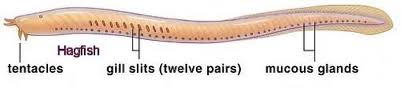 Hagfish
tentacles gill slits (twelve pairs) mucous glands